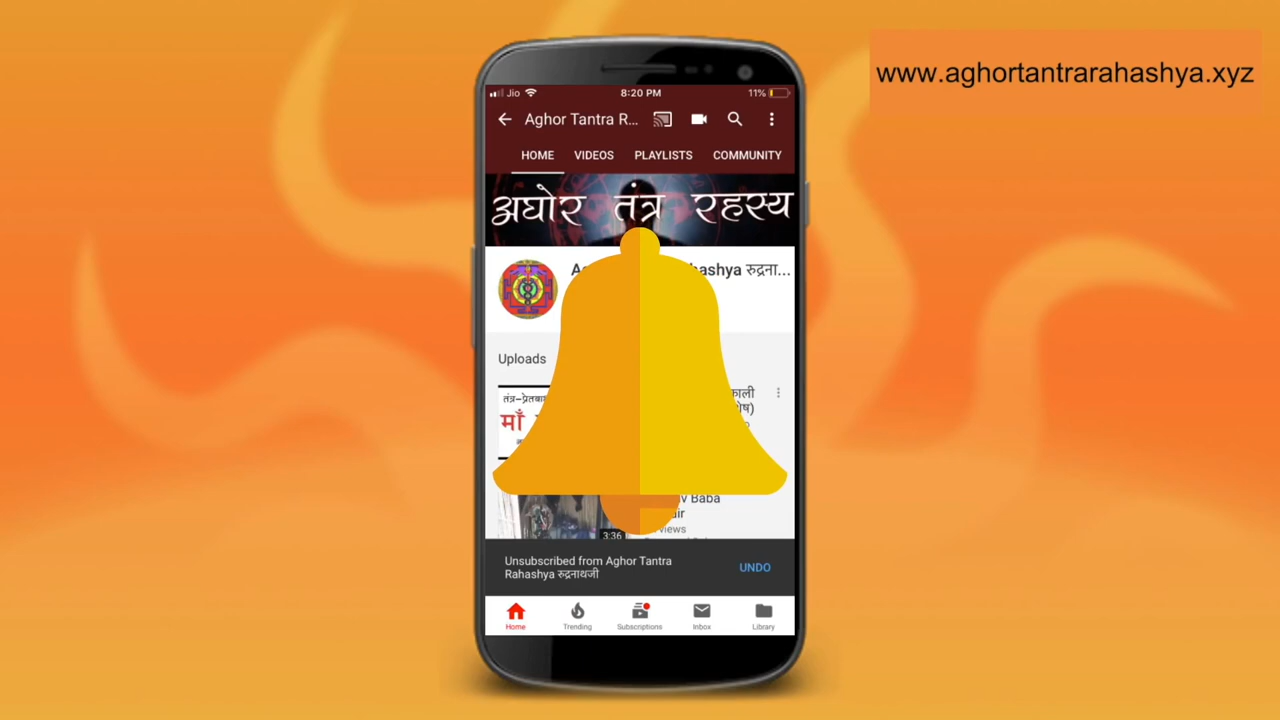 www.aghortantrarahashya.xyz
Jio 8:20 PM 11%
Aghor Tantra R...
HOME VIDEOS PLAYLISTS COMMUNITY
अघोर तंत्र रहस्य
रुद्रना...
Uploads
माँ
Baba
3:36
Unsubscribed from Aghor Tantra
Rahashya रुद्रनाथजी
UNDO
Home Trending Subscriptions Inbox Library